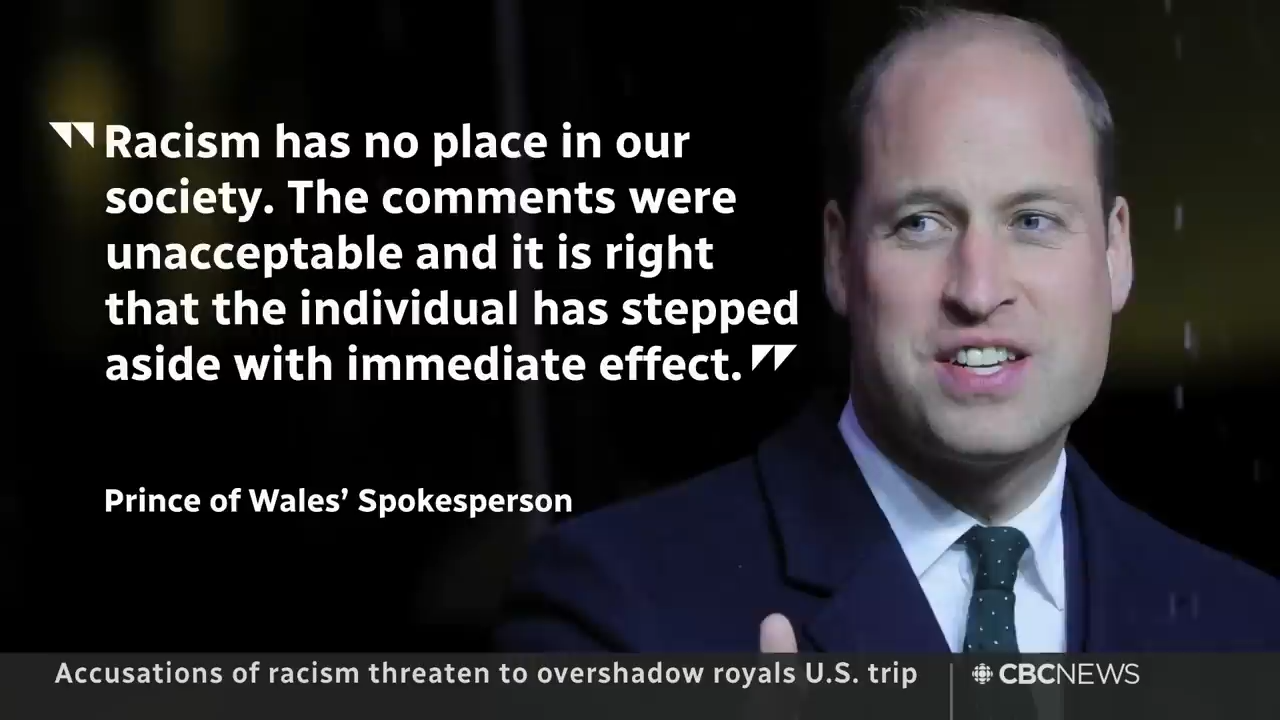 Racism has no place in our
society. The comments were
unacceptable and it is right
that the individual has stepped
aside with immediate effect.
Prince of Wales’ Spokesperson
Accusations of racism threaten to overshadow royals U.S. trip
CBCNEWS